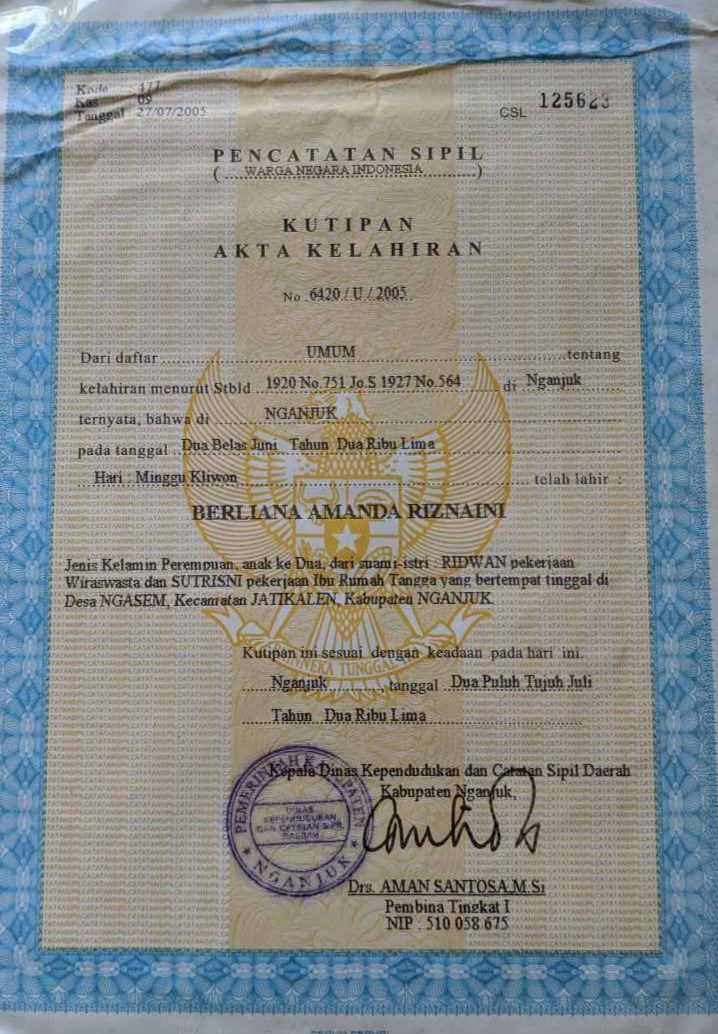 Kode 477
Kas 09
Tanggal 27/07/2005
CSL 125623
PENCATATAN SIPIL
( ....WARGA NEGARA INDONESIA..........)
KUTIPAN
AKTA KELAHIRAN
No 6420 / U / 2005
Dari daftar ........ UMUM ........ tentang
kelahiran menurut Stbld 1920 No.751 Jo.S 1927 No.564 di Nganjuk
ternyata, bahwa di NGANJUK
pada tanggal Dua Belas Juni Tahun Dua Ribu Lima
Hari : Minggu Kliwon telah lahir :
BERLIANA AMANDA RIZNAINI
Jenis Kelamin Perempuan, anak ke Dua, dari suami-istri : RIDWAN pekerjaan
Wiraswasta dan SUTRISNI pekerjaan Ibu Rumah Tangga yang bertempat tinggal di
Desa NGASEM, Kecamatan JATIKALEN, Kabupaten NGANJUK.
Kutipan ini sesuai dengan keadaan pada hari ini.
Nganjuk, tanggal Dua Puluh Tujuh Juli
Tahun Dua Ribu Lima
Kepala Dinas Kependudukan dan Catatan Sipil Daerah
Kabupaten Nganjuk,
PEMERINTAH KABUPATEN
DINAS
KEPENDUDUKAN
DAN CATATAN SIPIL
DAERAH
NGANJUK
Drs. AMAN SANTOSA,M.Si
Pembina Tingkat I
NIP . 510 058 675